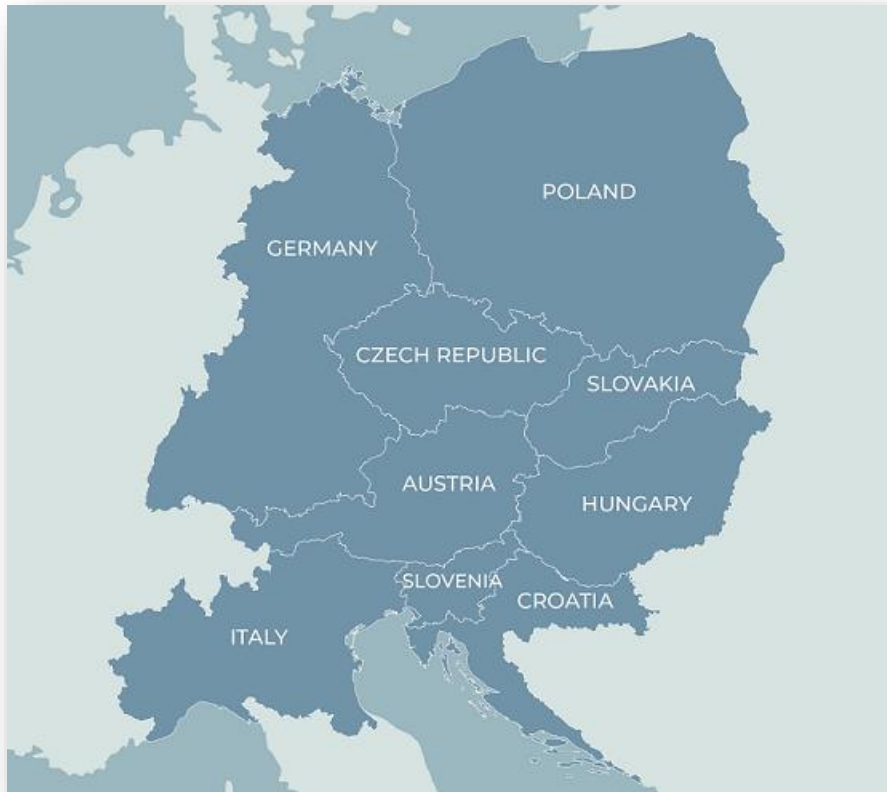 POLAND
GERMANY
CZECH REPUBLIC
SLOVAKIA
AUSTRIA
HUNGARY
SLOVENIA
CROATIA
ITALY